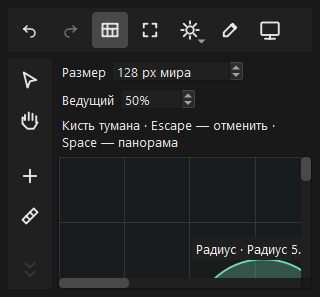 Размер 128 px мира
Ведущий 50%
Кисть тумана · Escape — отменить ·
Space — панорама
Радиус · Радиус 5.